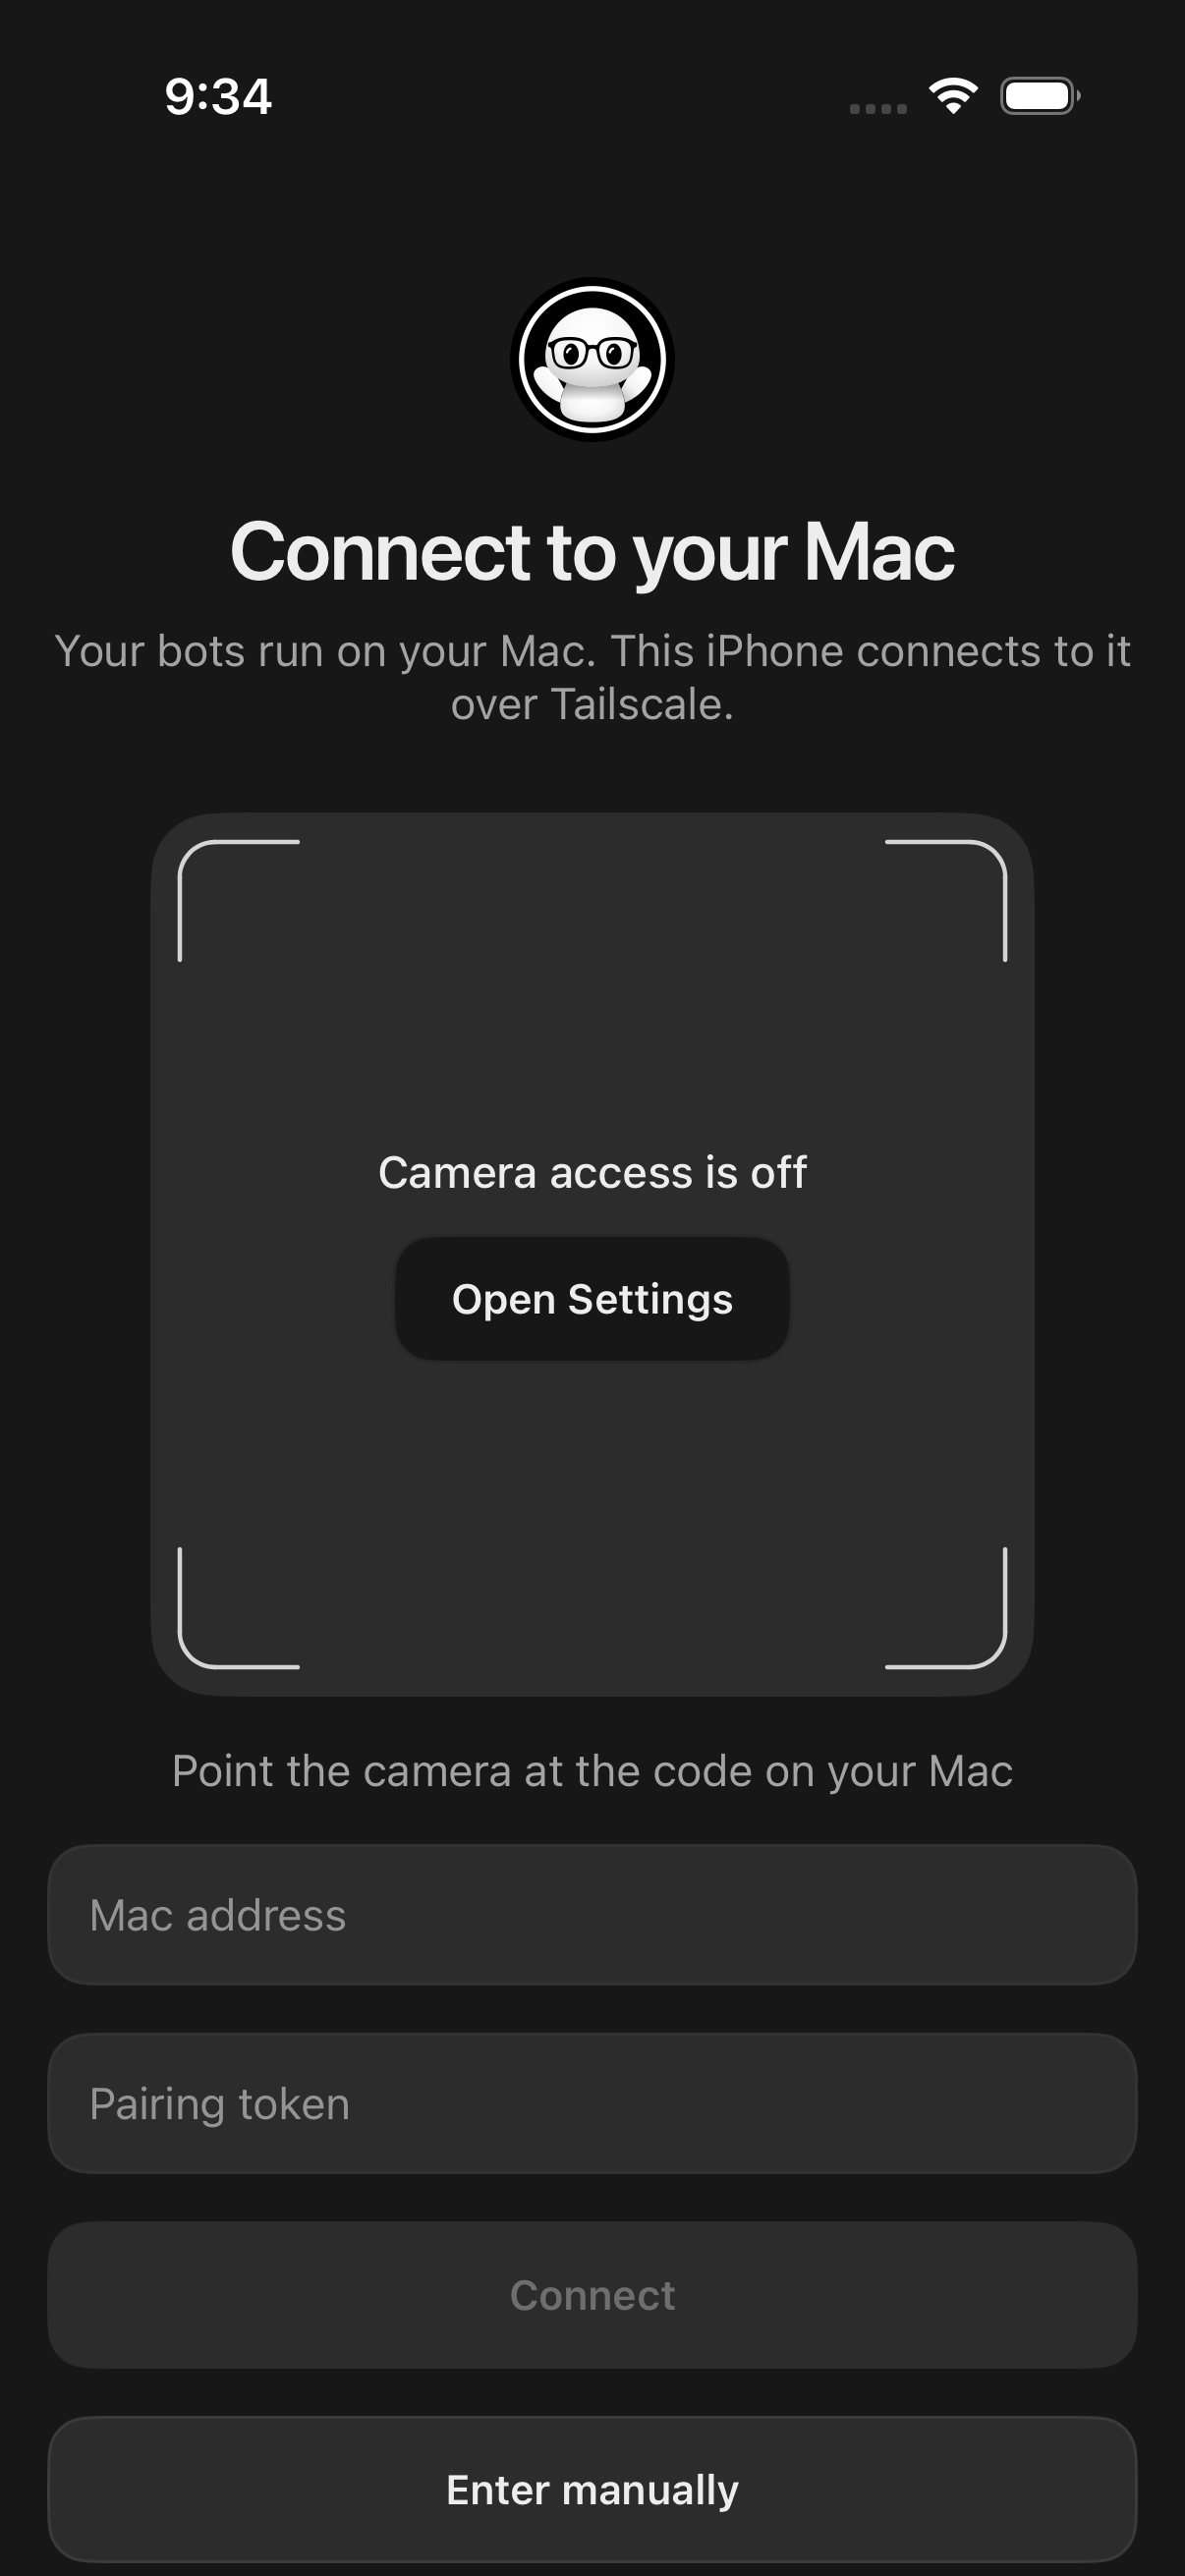 9:34
Connect to your Mac
Your bots run on your Mac. This iPhone connects to it
over Tailscale.
Camera access is off
Open Settings
Point the camera at the code on your Mac
Mac address
Pairing token
Connect
Enter manually